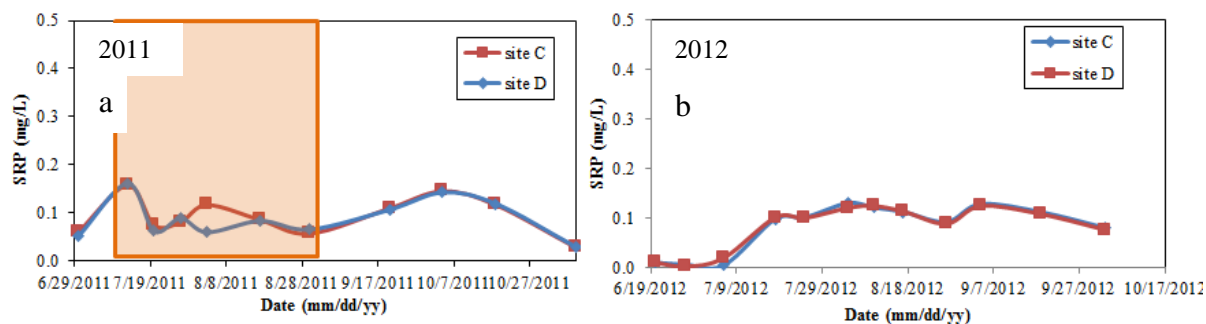 2011
a
site C
site D
SRP (mg/L)
0.5
0.4
0.3
0.2
0.1
0.0
6/29/2011 7/19/2011 8/8/2011 8/28/2011 9/17/2011 10/7/2011 10/27/2011
Date (mm/dd/yy)
2012
b
site C
site D
SRP (mg/L)
0.5
0.4
0.3
0.2
0.1
0.0
6/19/2012 7/9/2012 7/29/2012 8/18/2012 9/7/2012 9/27/2012 10/17/2012
Date (mm/dd/yy)